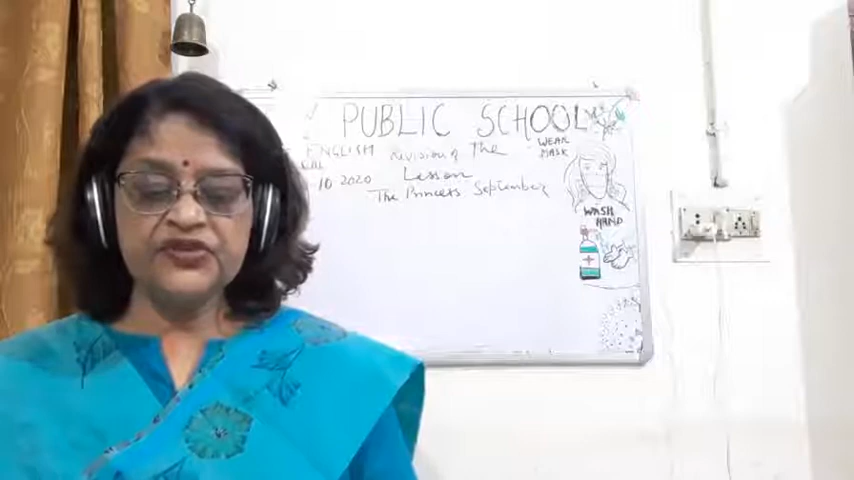 PUBLIC SCHOOL
ENGLISH Revision of The
10 2020 Lesson
The Princess September
WEAR
MASK
WASH
HAND